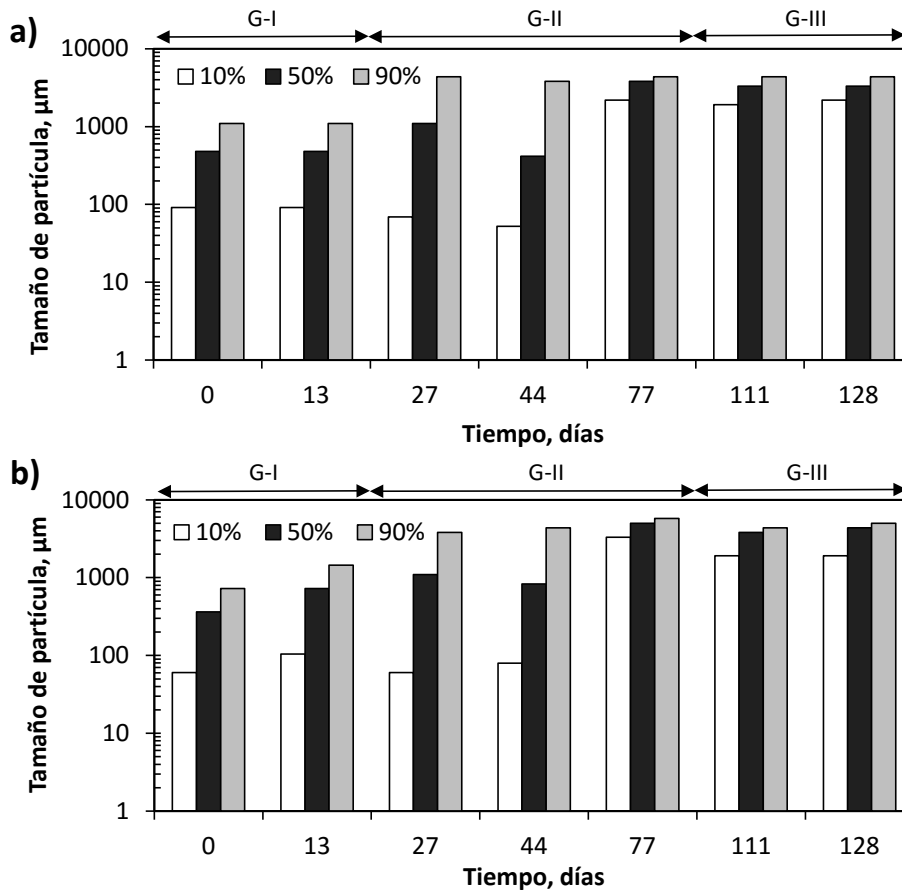 a)
G-I G-II G-III
10000
1000
100
10
1
Tamaño de partícula, µm
10% 50% 90%
0 13 27 44 77 111 128
Tiempo, días
b)
G-I G-II G-III
10000
1000
100
10
1
Tamaño de partícula, µm
10% 50% 90%
0 13 27 44 77 111 128
Tiempo, días